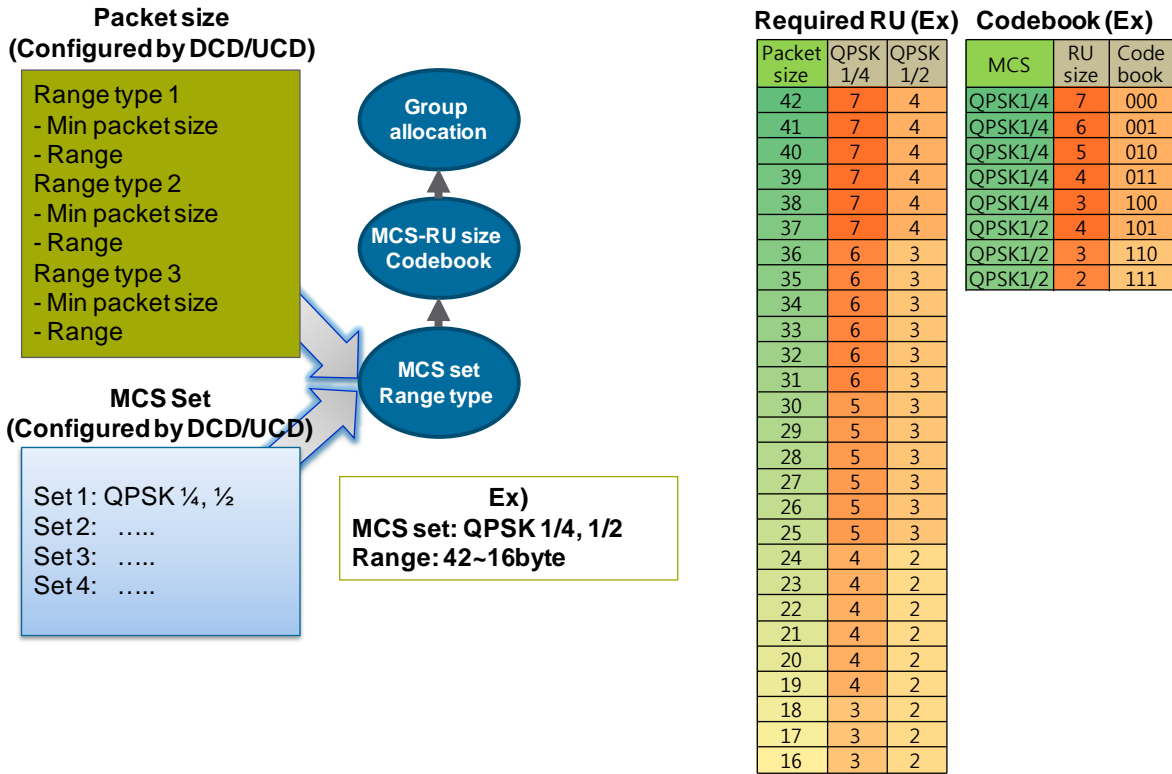 Packet size
(Configured by DCD/UCD)
Range type 1
- Min packet size
- Range
Range type 2
- Min packet size
- Range
Range type 3
- Min packet size
- Range
MCS Set
(Configured by DCD/UCD)
Set 1: QPSK ¼, ½
Set 2: …..
Set 3: …..
Set 4: …..
Group
allocation
MCS-RU size
Codebook
MCS set
Range type
Ex)
MCS set: QPSK 1/4, 1/2
Range: 42~16byte
Required RU (Ex)
Packet size QPSK 1/4 QPSK 1/2
42 7 4
41 7 4
40 7 4
39 7 4
38 7 4
37 7 4
36 6 3
35 6 3
34 6 3
33 6 3
32 6 3
31 6 3
30 5 3
29 5 3
28 5 3
27 5 3
26 5 3
25 5 3
24 4 2
23 4 2
22 4 2
21 4 2
20 4 2
19 4 2
18 3 2
17 3 2
16 3 2
Codebook (Ex)
MCS RU size Code book
QPSK1/4 7 000
QPSK1/4 6 001
QPSK1/4 5 010
QPSK1/4 4 011
QPSK1/4 3 100
QPSK1/2 4 101
QPSK1/2 3 110
QPSK1/2 2 111